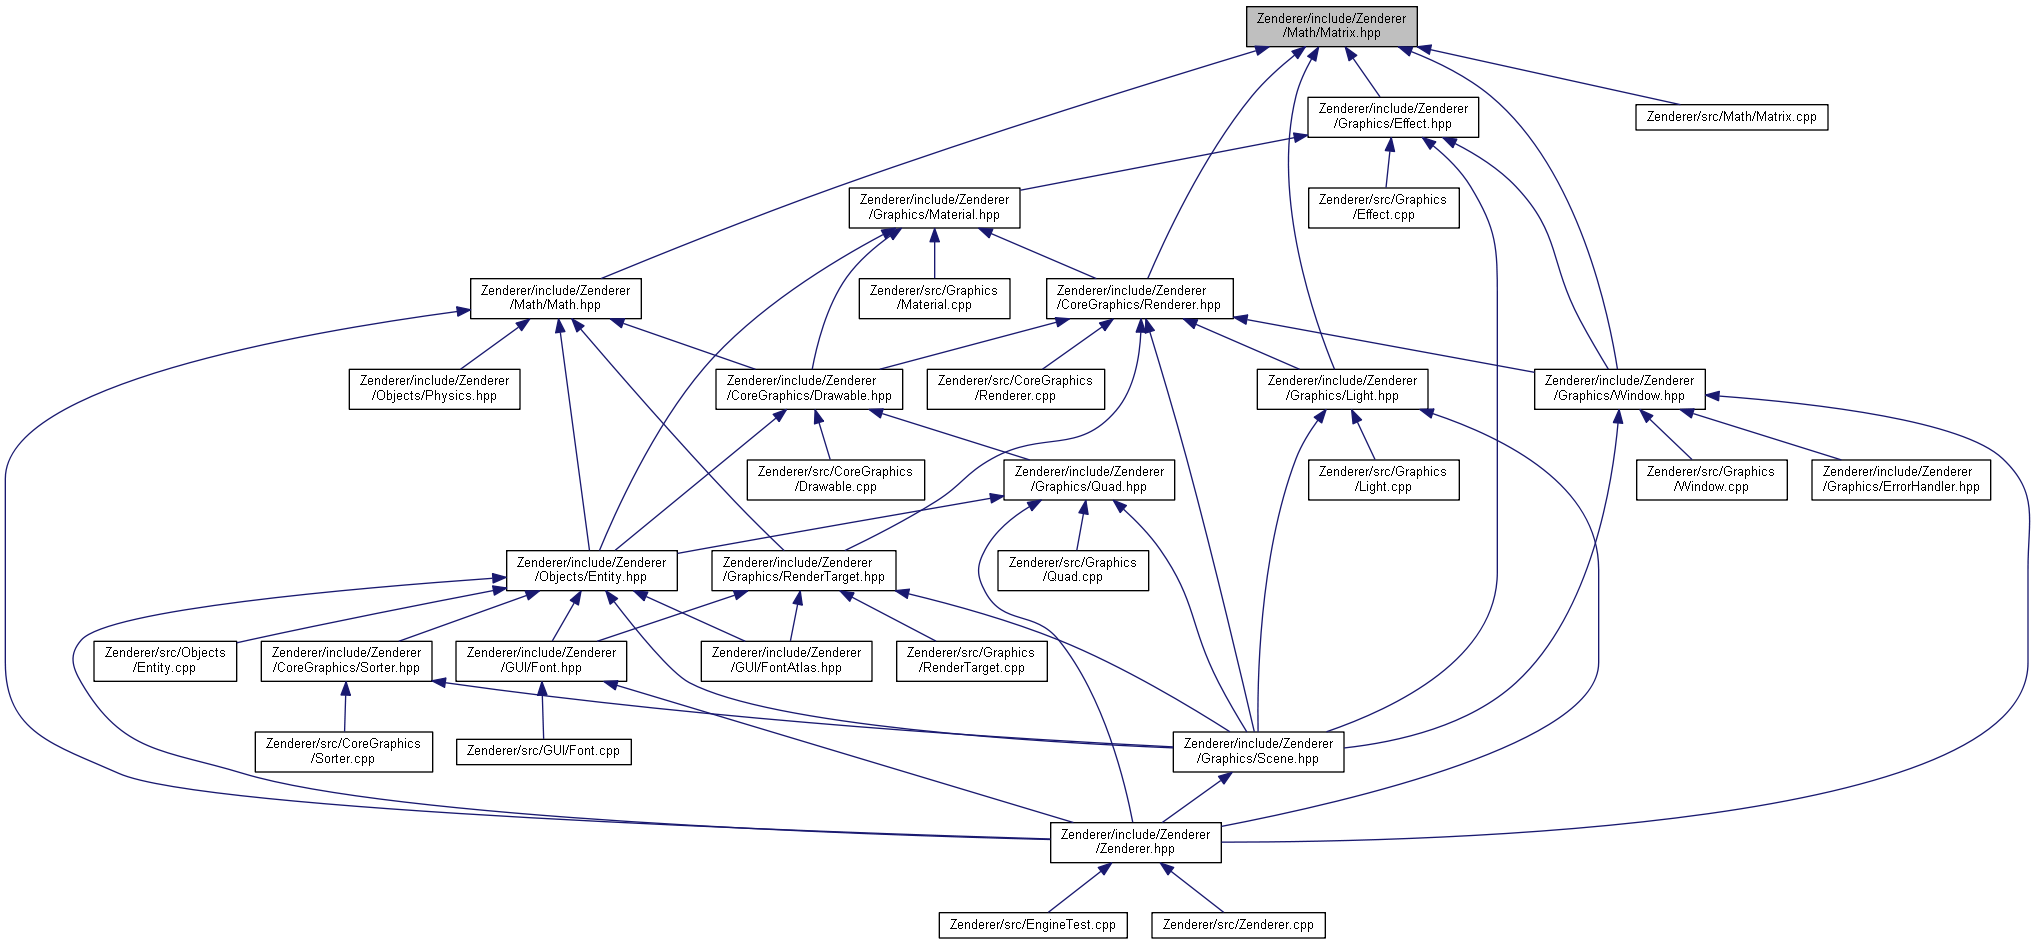 Zenderer/include/Zenderer
/Math/Matrix.hpp
Zenderer/include/Zenderer
/Graphics/Effect.hpp
Zenderer/src/Math/Matrix.cpp
Zenderer/include/Zenderer
/Graphics/Material.hpp
Zenderer/src/Graphics
/Effect.cpp
Zenderer/include/Zenderer
/Math/Math.hpp
Zenderer/src/Graphics
/Material.cpp
Zenderer/include/Zenderer
/CoreGraphics/Renderer.hpp
Zenderer/include/Zenderer
/Objects/Physics.hpp
Zenderer/include/Zenderer
/CoreGraphics/Drawable.hpp
Zenderer/src/CoreGraphics
/Renderer.cpp
Zenderer/include/Zenderer
/Graphics/Light.hpp
Zenderer/include/Zenderer
/Graphics/Window.hpp
Zenderer/src/CoreGraphics
/Drawable.cpp
Zenderer/include/Zenderer
/Graphics/Quad.hpp
Zenderer/src/Graphics
/Light.cpp
Zenderer/src/Graphics
/Window.cpp
Zenderer/include/Zenderer
/Graphics/ErrorHandler.hpp
Zenderer/include/Zenderer
/Objects/Entity.hpp
Zenderer/include/Zenderer
/Graphics/RenderTarget.hpp
Zenderer/src/Graphics
/Quad.cpp
Zenderer/src/Objects
/Entity.cpp
Zenderer/include/Zenderer
/CoreGraphics/Sorter.hpp
Zenderer/include/Zenderer
/GUI/Font.hpp
Zenderer/include/Zenderer
/GUI/FontAtlas.hpp
Zenderer/src/Graphics
/RenderTarget.cpp
Zenderer/src/CoreGraphics
/Sorter.cpp
Zenderer/src/GUI/Font.cpp
Zenderer/include/Zenderer
/Graphics/Scene.hpp
Zenderer/include/Zenderer
/Zenderer.hpp
Zenderer/src/EngineTest.cpp
Zenderer/src/Zenderer.cpp